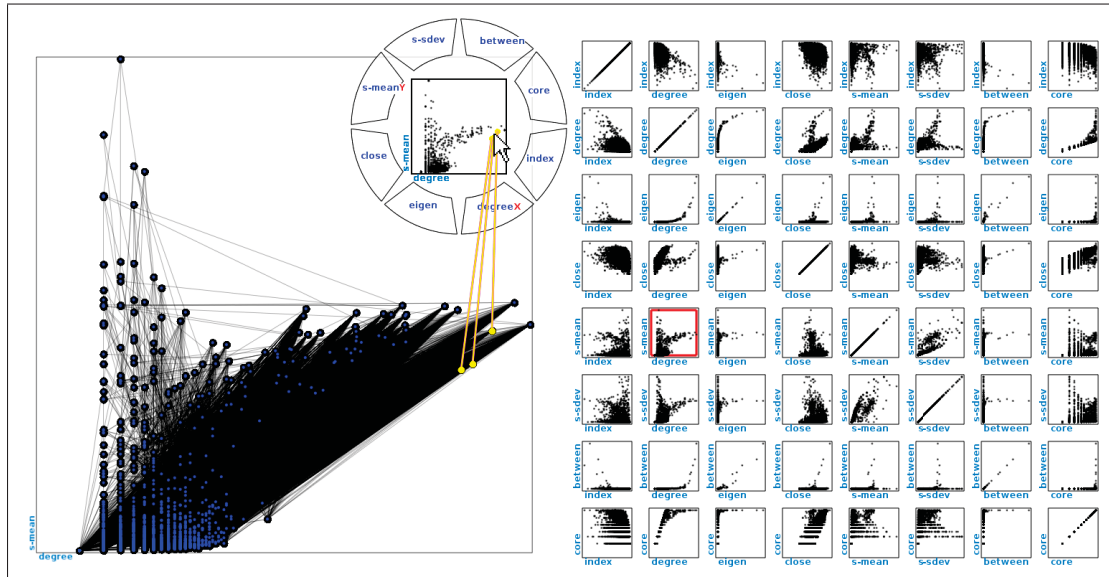 s-sdev
between
s-meanY
core
close
index
eigen
degreeX
s-mean
degree
s-mean
degree
index index index index index index index index
index degree eigen close s-mean s-sdev between core
degree degree degree degree degree degree degree degree
index degree eigen close s-mean s-sdev between core
eigen eigen eigen eigen eigen eigen eigen eigen
index degree eigen close s-mean s-sdev between core
close close close close close close close close
index degree eigen close s-mean s-sdev between core
s-mean s-mean s-mean s-mean s-mean s-mean s-mean s-mean
index degree eigen close s-mean s-sdev between core
s-sdev s-sdev s-sdev s-sdev s-sdev s-sdev s-sdev s-sdev
index degree eigen close s-mean s-sdev between core
between between between between between between between between
index degree eigen close s-mean s-sdev between core
core core core core core core core core
index degree eigen close s-mean s-sdev between core